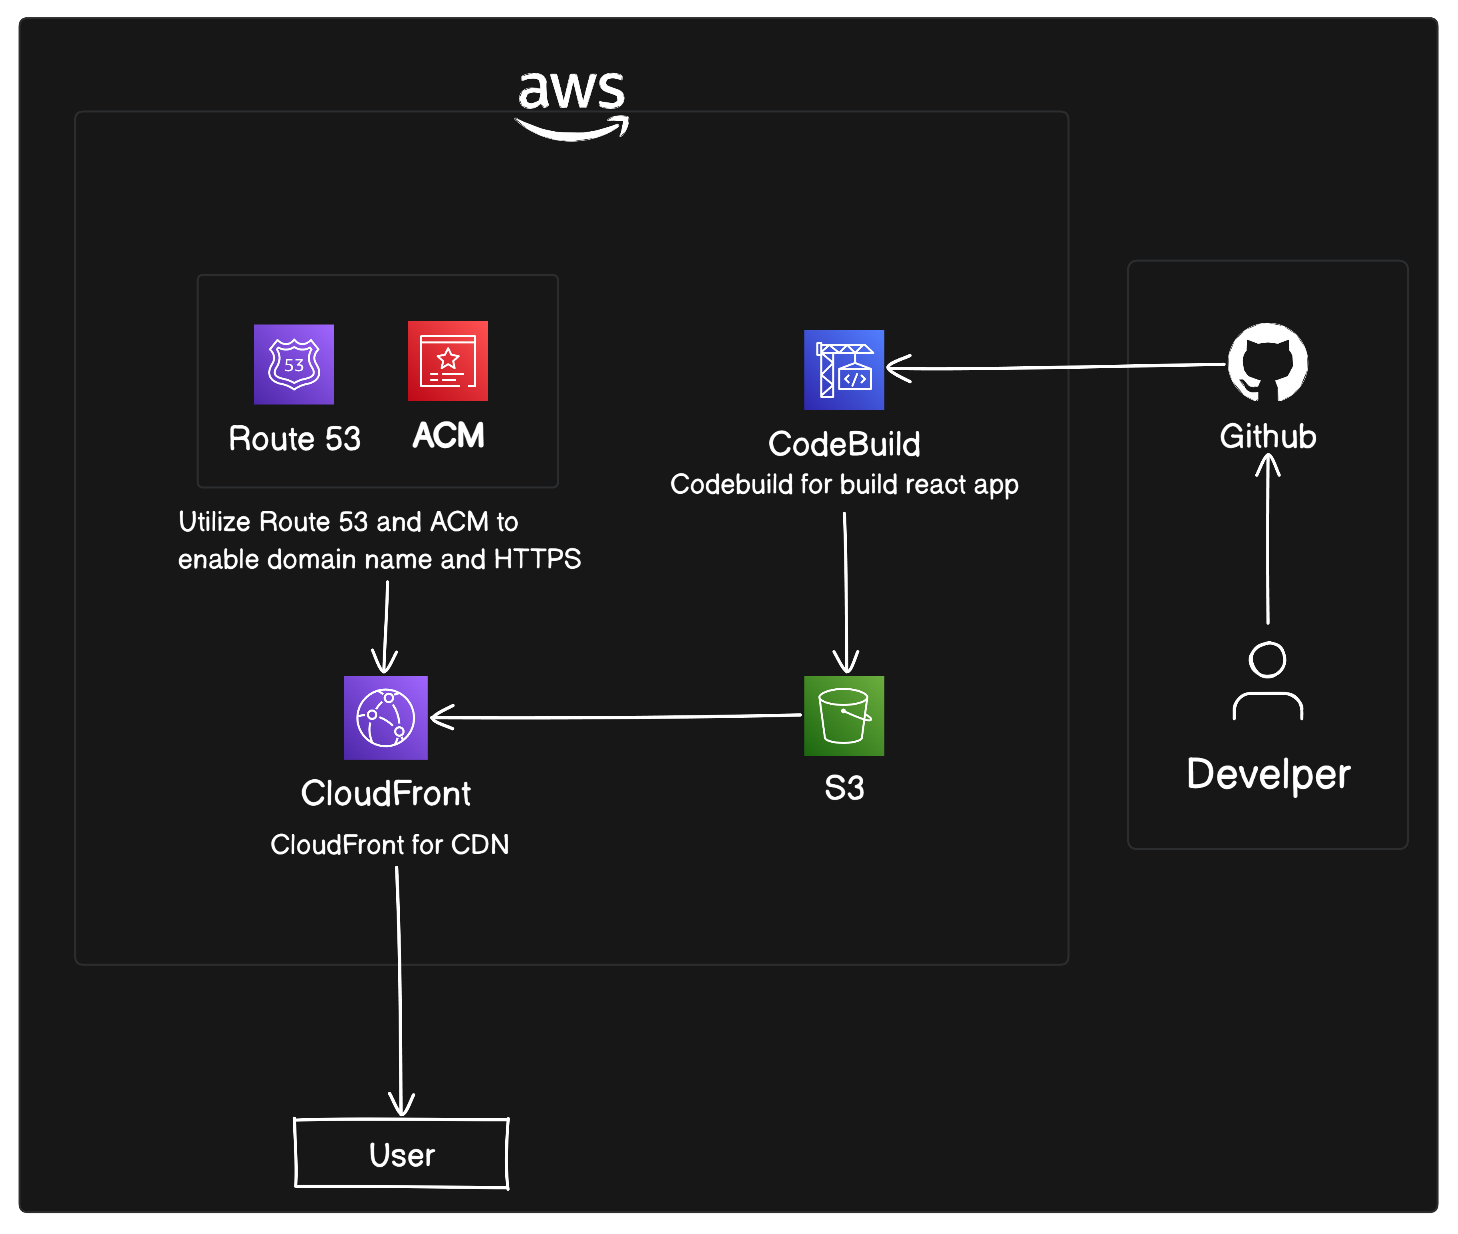 aws
53
Route 53
ACM
Utilize Route 53 and ACM to
enable domain name and HTTPS
CodeBuild
Codebuild for build react app
Github
CloudFront
CloudFront for CDN
S3
Develper
User